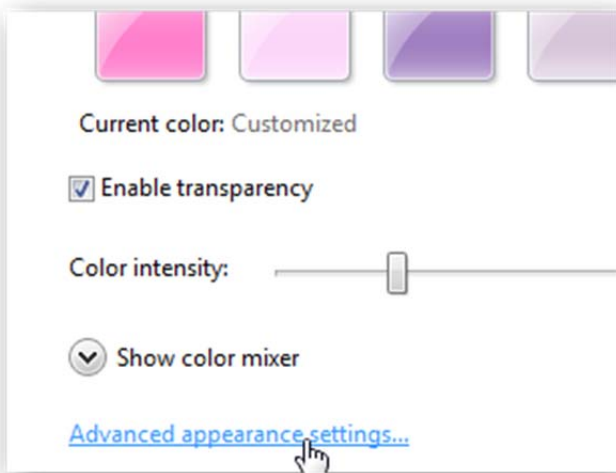 Current color: Customized
Enable transparency
Color intensity:
Show color mixer
Advanced appearance settings...